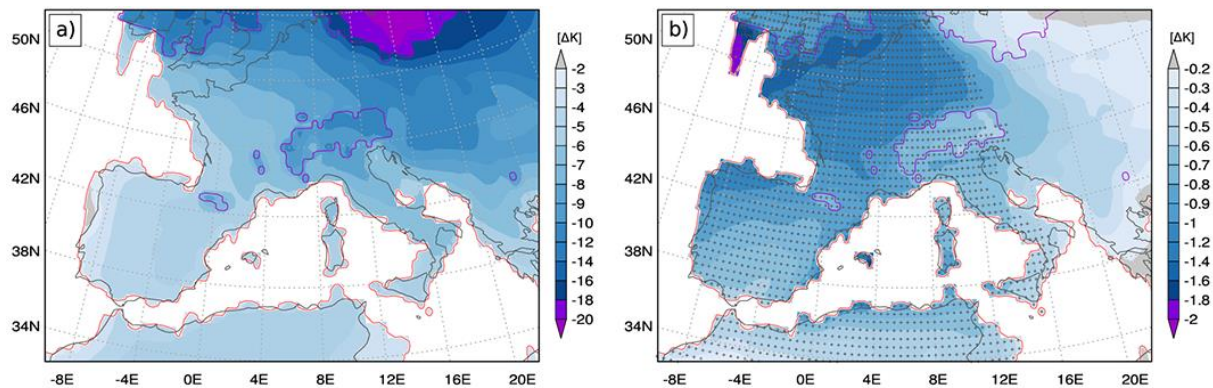 a)
[ΔK]
50N
46N
42N
38N
34N
-8E -4E 0E 4E 8E 12E 16E 20E
-2
-3
-4
-5
-6
-7
-8
-9
-10
-12
-14
-16
-18
-20
b)
[ΔK]
50N
46N
42N
38N
34N
-8E -4E 0E 4E 8E 12E 16E 20E
-0.2
-0.3
-0.4
-0.5
-0.6
-0.7
-0.8
-0.9
-1
-1.2
-1.4
-1.6
-1.8
-2